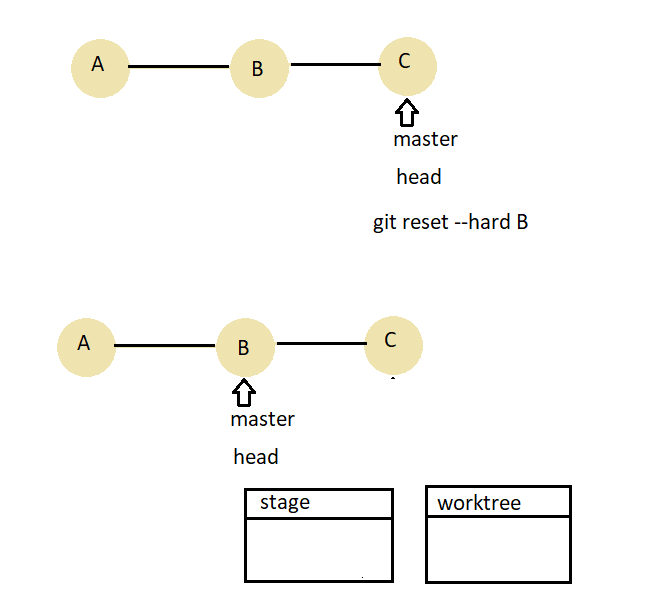 A B C
master
head
git reset --hard B
A B C
master
head
stage worktree